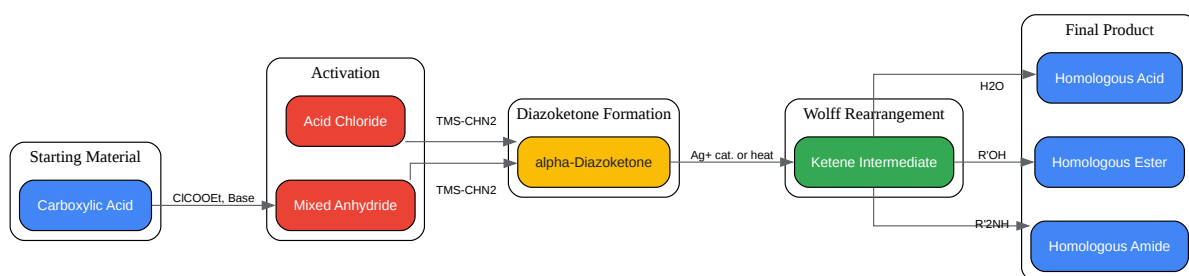 Starting Material
Carboxylic Acid
ClCOOEt, Base
Activation
Acid Chloride
Mixed Anhydride
TMS-CHN2
TMS-CHN2
Diazoketone Formation
alpha-Diazoketone
Ag+ cat. or heat
Wolff Rearrangement
Ketene Intermediate
H2O
R'OH
R'2NH
Final Product
Homologous Acid
Homologous Ester
Homologous Amide